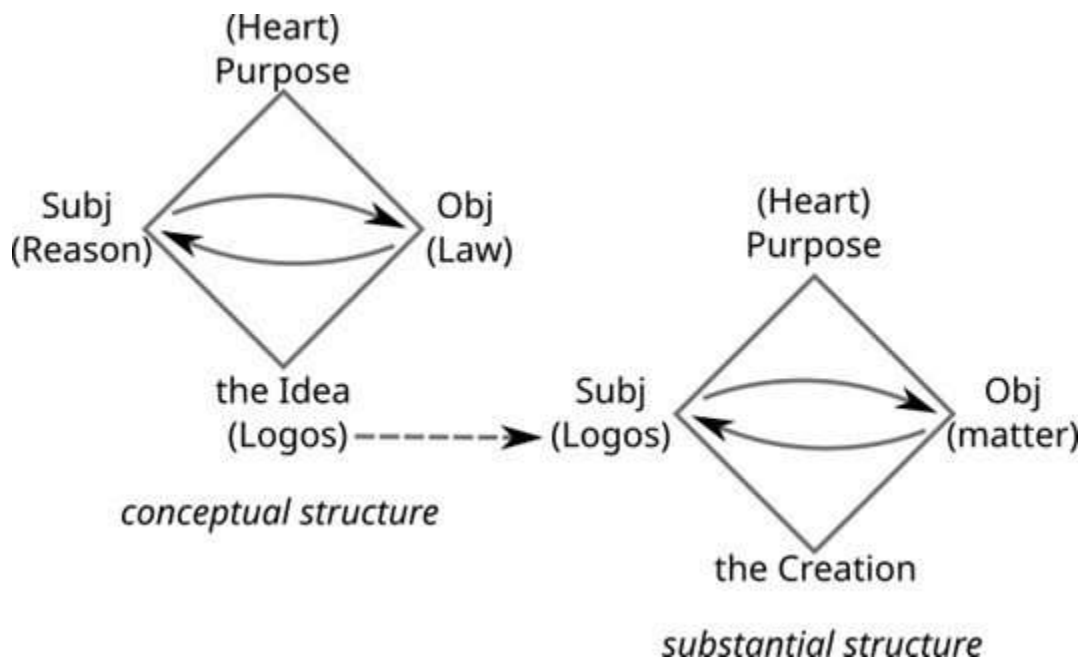 (Heart)
Purpose
Subj
(Reason)
Obj
(Law)
the Idea
(Logos)
conceptual structure
(Heart)
Purpose
Subj
(Logos)
Obj
(matter)
the Creation
substantial structure